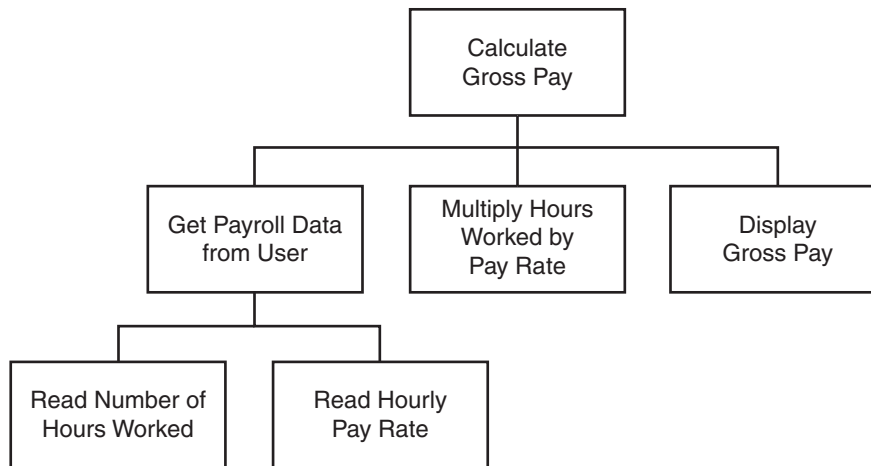 Calculate
Gross Pay
Get Payroll Data
from User
Multiply Hours
Worked by
Pay Rate
Display
Gross Pay
Read Number of
Hours Worked
Read Hourly
Pay Rate